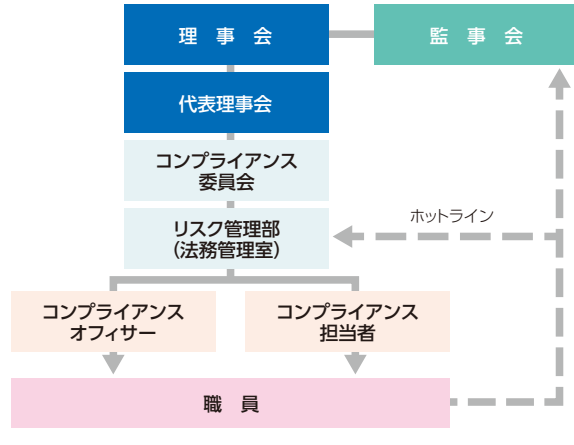 理 事 会
監 事 会
代表理事会
コンプライアンス
委員会
リスク管理部
（法務管理室）
ホットライン
コンプライアンス
オフィサー
コンプライアンス
担当者
職 員